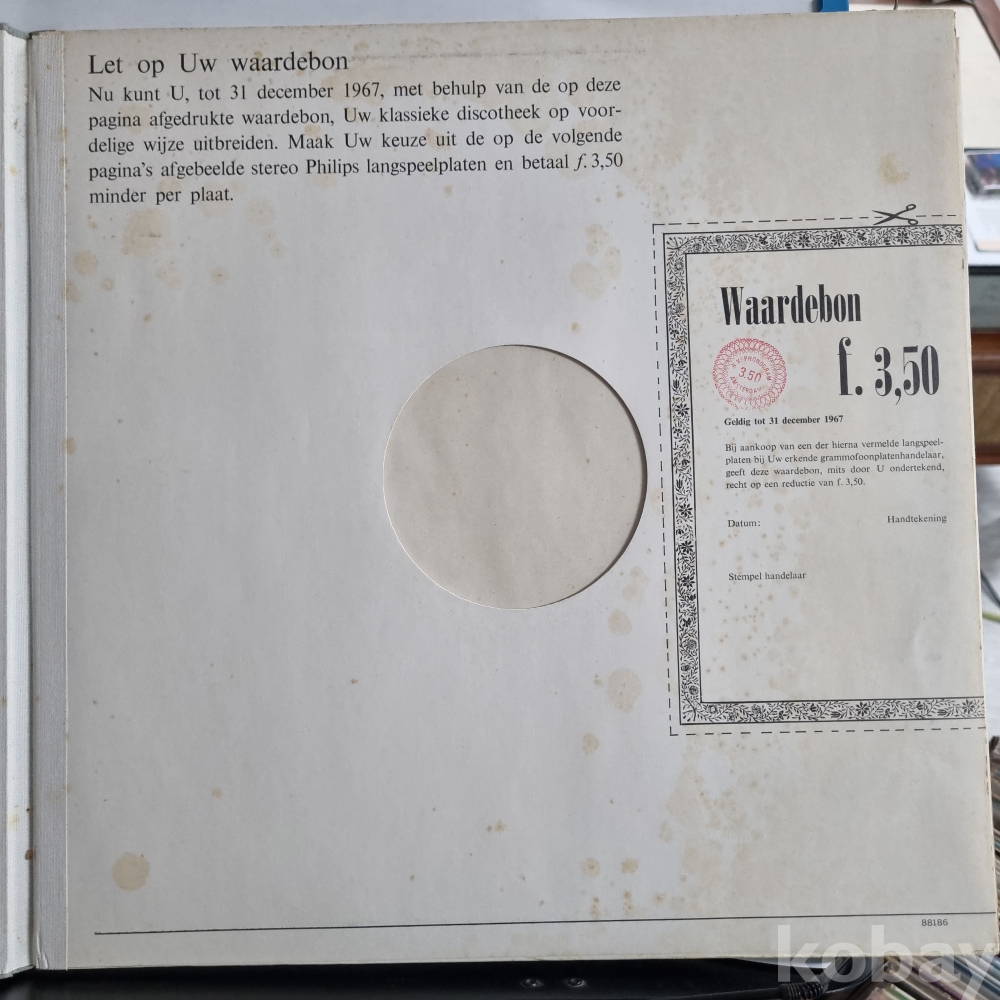 Let op Uw waardebon
Nu kunt U, tot 31 december 1967, met behulp van de op deze
pagina afgedrukte waardebon, Uw klassieke discotheek op voor-
delige wijze uitbreiden. Maak Uw keuze uit de op de volgende
pagina's afgebeelde stereo Philips langspeelplaten en betaal f. 3,50
minder per plaat.
Waardebon
f. 3,50
N.V. PHONOGRAM
3.50
AMSTERDAM
Geldig tot 31 december 1967
Bij aankoop van een der hierna vermelde langspeel-
platen bij Uw erkende grammofoonplatenhandelaar,
geeft deze waardebon, mits door U ondertekend,
recht op een reductie van f. 3,50.
Datum: Handtekening
Stempel handelaar
88186
kobay